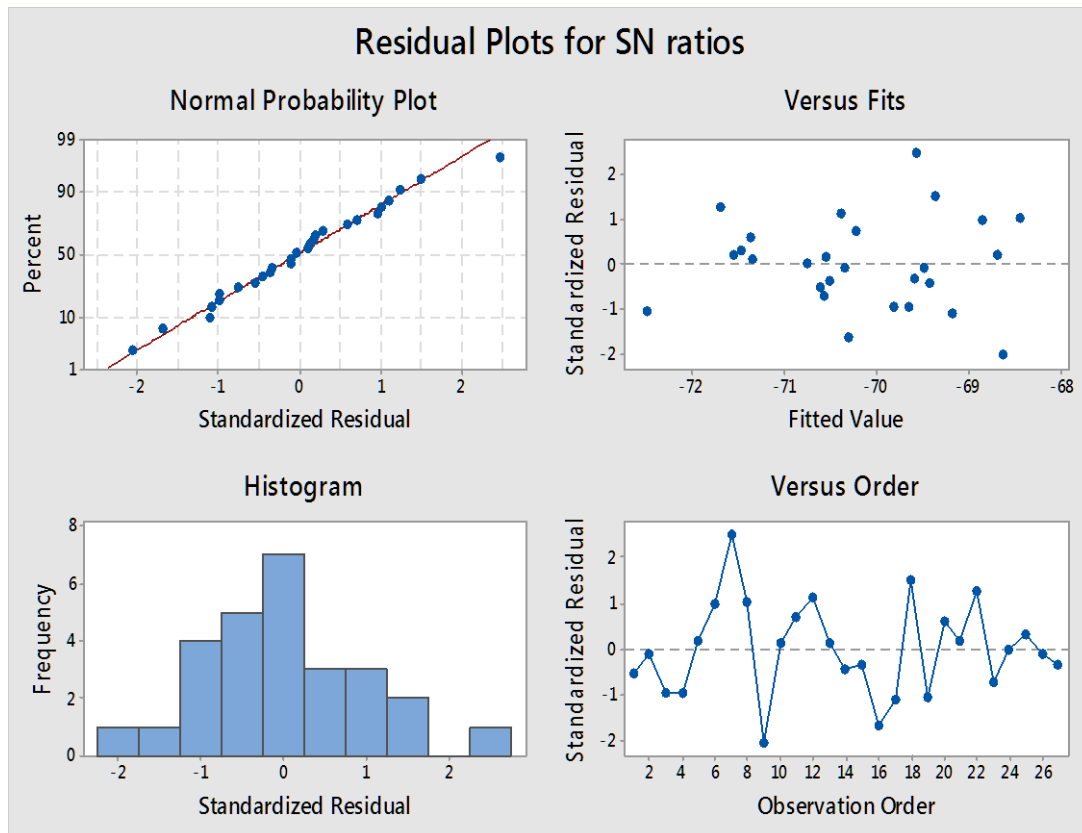 Residual Plots for SN ratios
Normal Probability Plot
99
90
50
10
1
Percent
-2 -1 0 1 2
Standardized Residual
Versus Fits
2
1
0
-1
-2
Standardized Residual
-72 -71 -70 -69 -68
Fitted Value
Histogram
8
6
4
2
0
Frequency
-2 -1 0 1 2
Standardized Residual
Versus Order
2
1
0
-1
-2
Standardized Residual
2 4 6 8 10 12 14 16 18 20 22 24 26
Observation Order